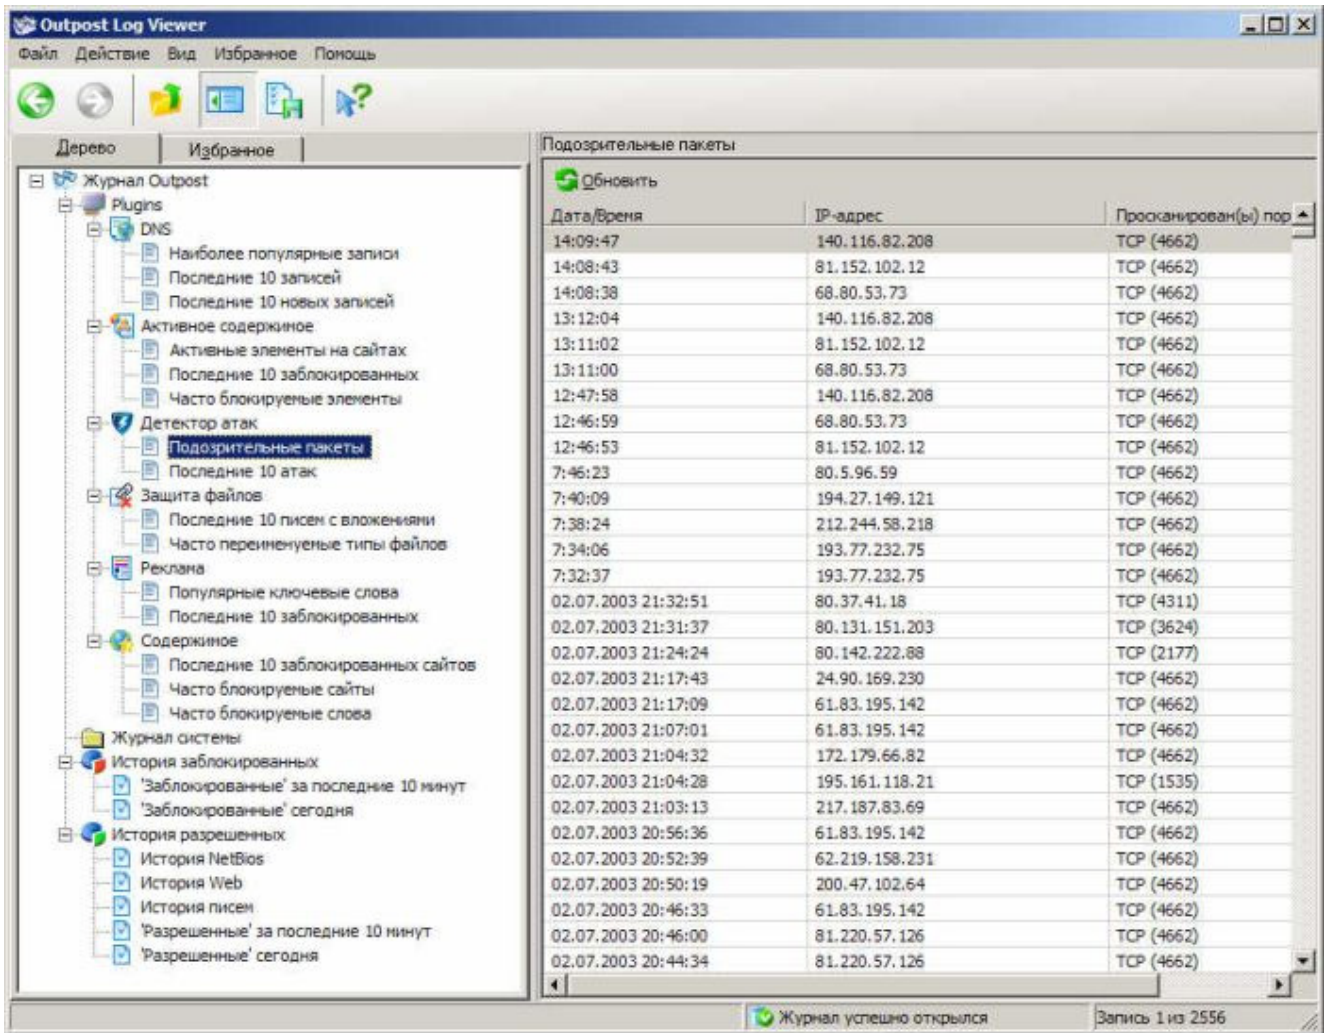 Outpost Log Viewer
Файл Действие Вид Избранное Помощь
Дерево Избранное
Журнал Outpost
Plugins
DNS
Наиболее популярные записи
Последние 10 записей
Последние 10 новых записей
Активное содержимое
Активные элементы на сайтах
Последние 10 заблокированных
Часто блокируемые элементы
Детектор атак
Подозрительные пакеты
Последние 10 атак
Защита файлов
Последние 10 писем с вложениями
Часто переименуемые типы файлов
Реклама
Популярные ключевые слова
Последние 10 заблокированных
Содержимое
Последние 10 заблокированных сайтов
Часто блокируемые сайты
Часто блокируемые слова
Журнал системы
История заблокированных
'Заблокированные' за последние 10 минут
'Заблокированные' сегодня
История разрешенных
История NetBios
История Web
История писем
'Разрешенные' за последние 10 минут
'Разрешенные' сегодня
Подозрительные пакеты
Обновить
Дата/Время IP-адрес Просканирован(ы) пор
14:09:47 140.116.82.208 TCP (4662)
14:08:43 81.152.102.12 TCP (4662)
14:08:38 68.80.53.73 TCP (4662)
13:12:04 140.116.82.208 TCP (4662)
13:11:02 81.152.102.12 TCP (4662)
13:11:00 68.80.53.73 TCP (4662)
12:47:58 140.116.82.208 TCP (4662)
12:46:59 68.80.53.73 TCP (4662)
12:46:53 81.152.102.12 TCP (4662)
7:46:23 80.5.96.59 TCP (4662)
7:40:09 194.27.149.121 TCP (4662)
7:38:24 212.244.58.218 TCP (4662)
7:34:06 193.77.232.75 TCP (4662)
7:32:37 193.77.232.75 TCP (4662)
02.07.2003 21:32:51 80.37.41.18 TCP (4311)
02.07.2003 21:31:37 80.131.151.203 TCP (3624)
02.07.2003 21:24:24 80.142.222.88 TCP (2177)
02.07.2003 21:17:43 24.90.169.230 TCP (4662)
02.07.2003 21:17:09 61.83.195.142 TCP (4662)
02.07.2003 21:07:01 61.83.195.142 TCP (4662)
02.07.2003 21:04:32 172.179.66.82 TCP (4662)
02.07.2003 21:04:28 195.161.118.21 TCP (1535)
02.07.2003 21:03:13 217.187.83.69 TCP (4662)
02.07.2003 20:56:36 61.83.195.142 TCP (4662)
02.07.2003 20:52:39 62.219.158.231 TCP (4662)
02.07.2003 20:50:19 200.47.102.64 TCP (4662)
02.07.2003 20:46:33 61.83.195.142 TCP (4662)
02.07.2003 20:46:00 81.220.57.126 TCP (4662)
02.07.2003 20:44:34 81.220.57.126 TCP (4662)
Журнал успешно открылся
Запись 1 из 2556